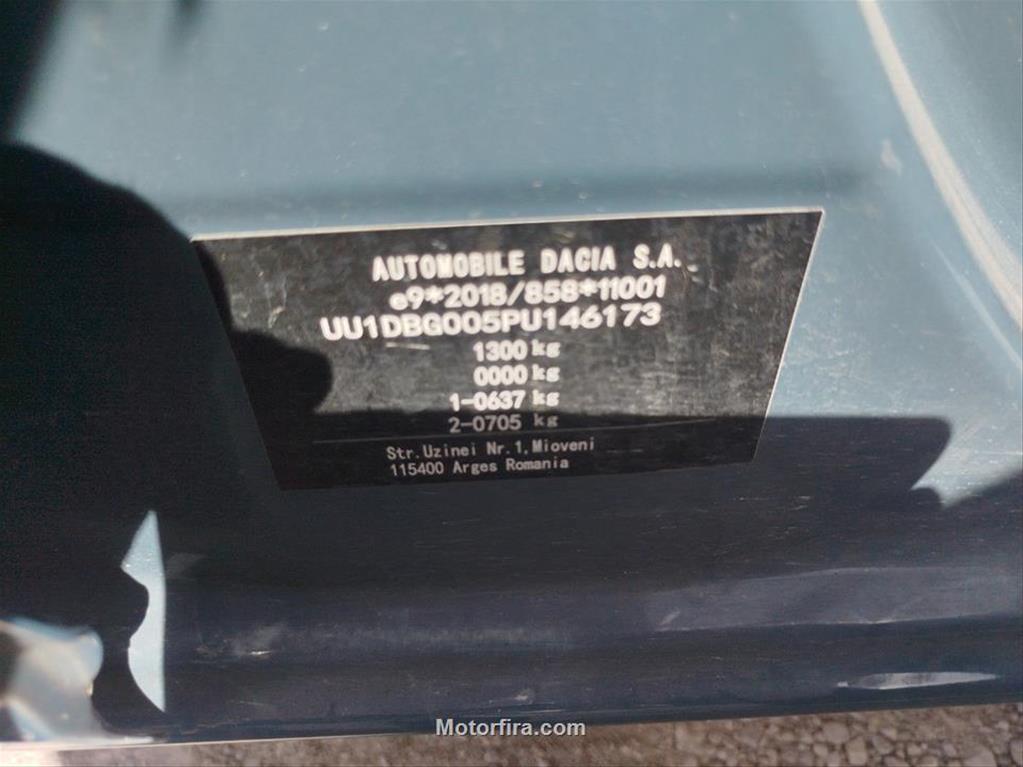 AUTOMOBILE DACIA S.A.
e9*2018/858*11001
UU1DBG005PU146173
1300 kg
0000 kg
1-0637 kg
2-0705 kg
Str.Uzinei Nr.1,Mioveni
115400 Arges Romania
Motorfira.com